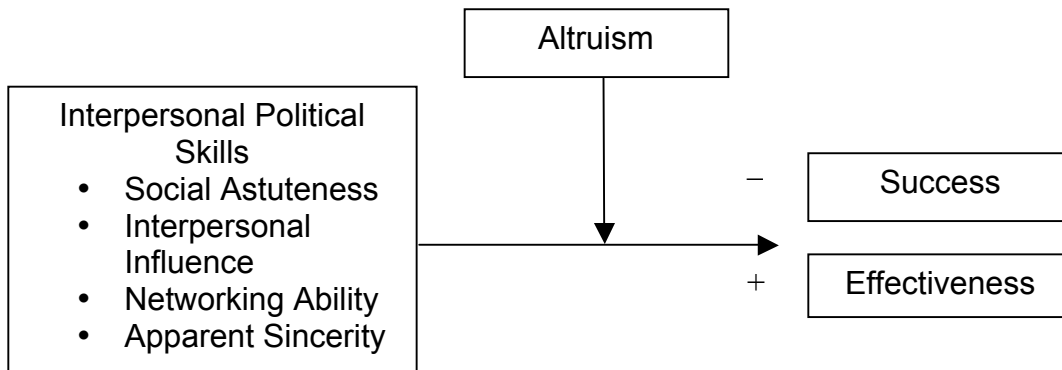 Altruism
Interpersonal Political
Skills
• Social Astuteness
• Interpersonal
Influence
• Networking Ability
• Apparent Sincerity
− Success
+ Effectiveness